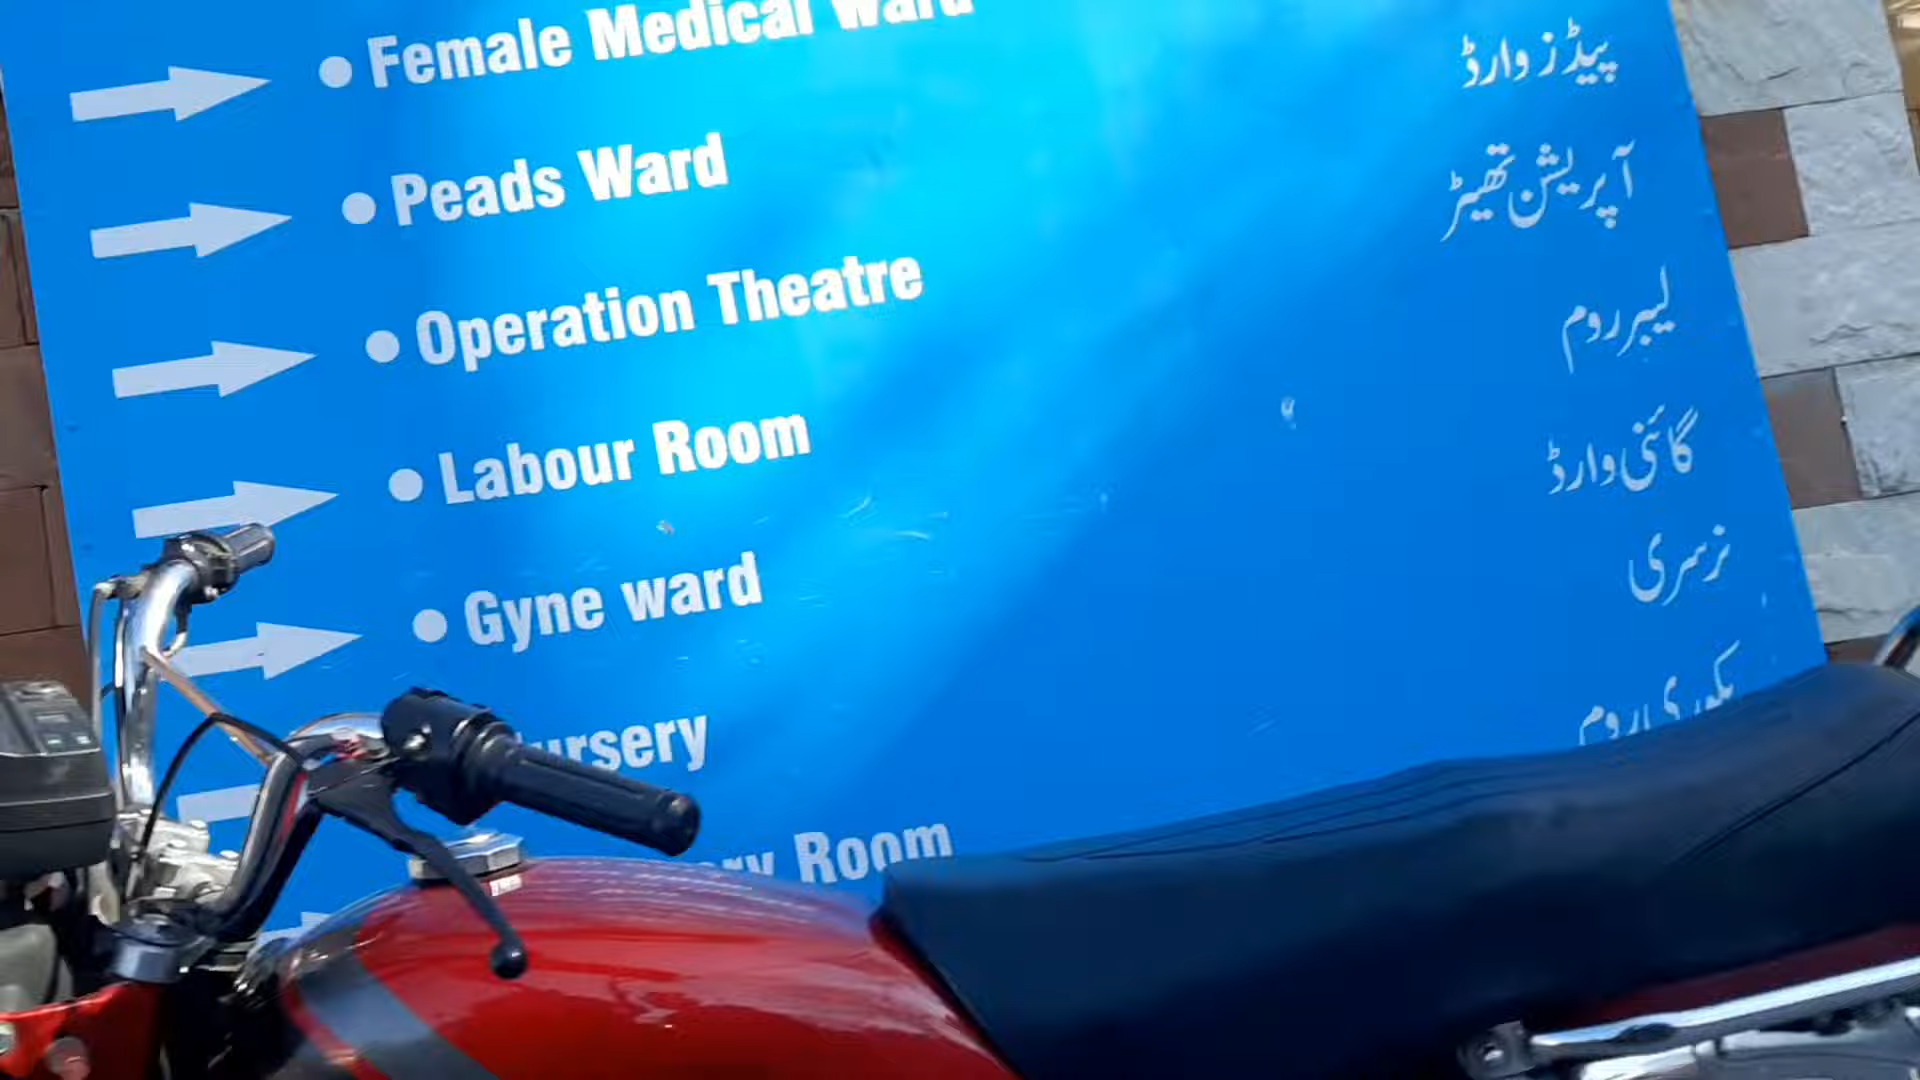 Female Medical Ward
Peads Ward پیڈز وارڈ
Operation Theatre آپریشن تھیٹر
Labour Room لیبر روم
Gyne ward گائنی وارڈ
نرسری
Room روم